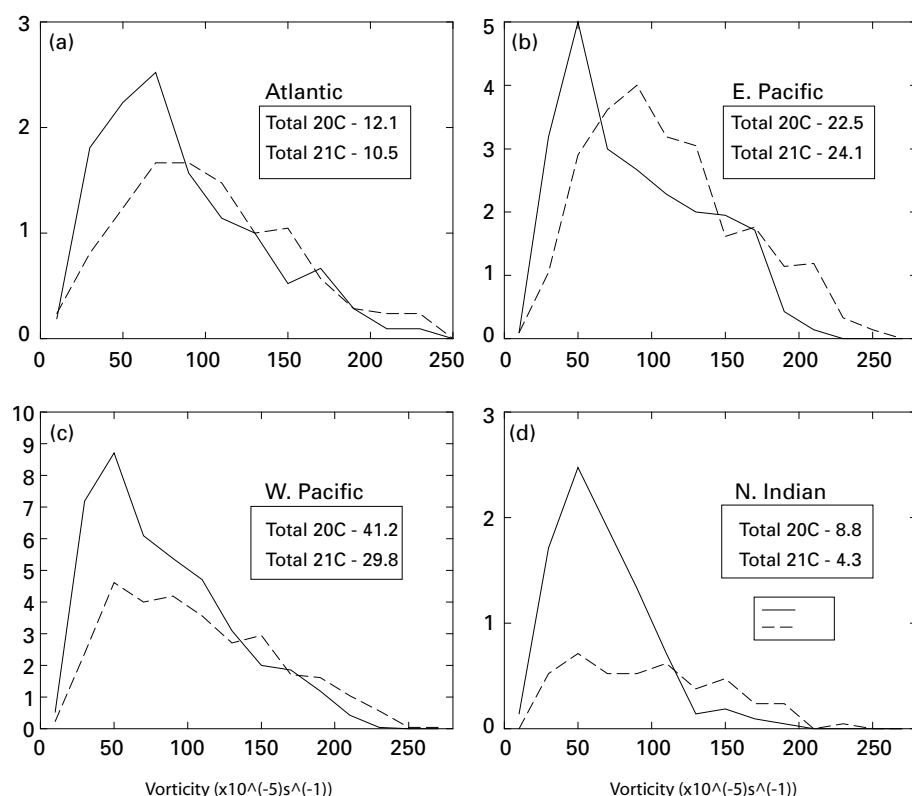 3
(a)
Atlantic
Total 20C - 12.1
Total 21C - 10.5
2
1
0
0 50 100 150 200 250
5
(b)
E. Pacific
Total 20C - 22.5
Total 21C - 24.1
4
3
2
1
0
0 50 100 150 200 250
10
(c)
9
8
7
W. Pacific
Total 20C - 41.2
Total 21C - 29.8
6
5
4
3
2
1
0
0 50 100 150 200 250
Vorticity (x10^(-5)s^(-1))
3
(d)
N. Indian
Total 20C - 8.8
Total 21C - 4.3
2
1
0
0 50 100 150 200 250
Vorticity (x10^(-5)s^(-1))